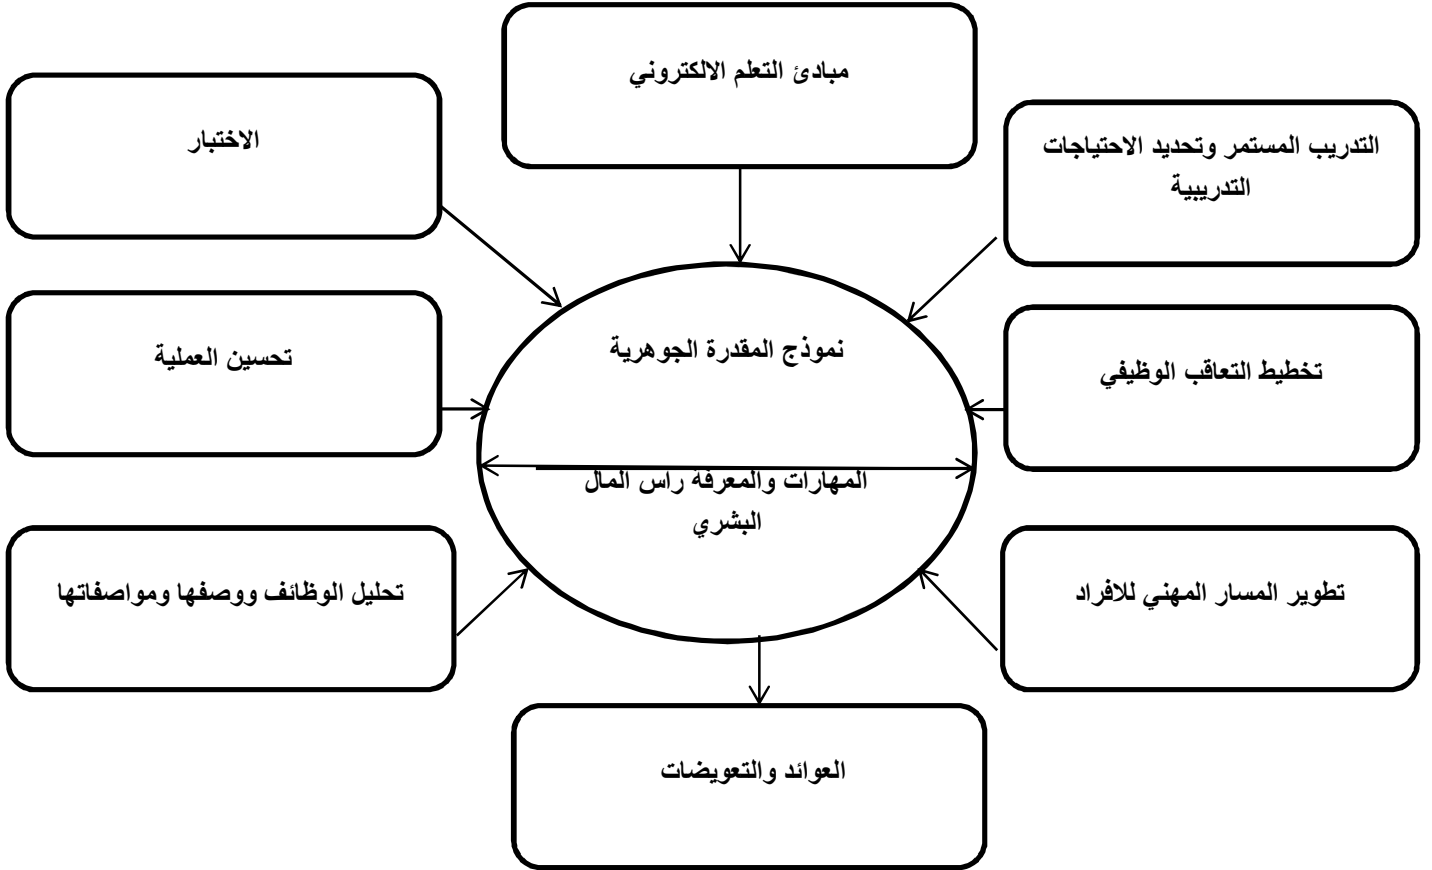 مبادئ التعلم الالكتروني
التدريب المستمر وتحديد الاحتياجات
التدريبية
الاختبار
نموذج المقدرة الجوهرية
تخطيط التعاقب الوظيفي
تحسين العملية
المهارات والمعرفة راس المال
البشري
تطوير المسار المهني للافراد
تحليل الوظائف ووصفها ومواصفاتها
العوائد والتعويضات